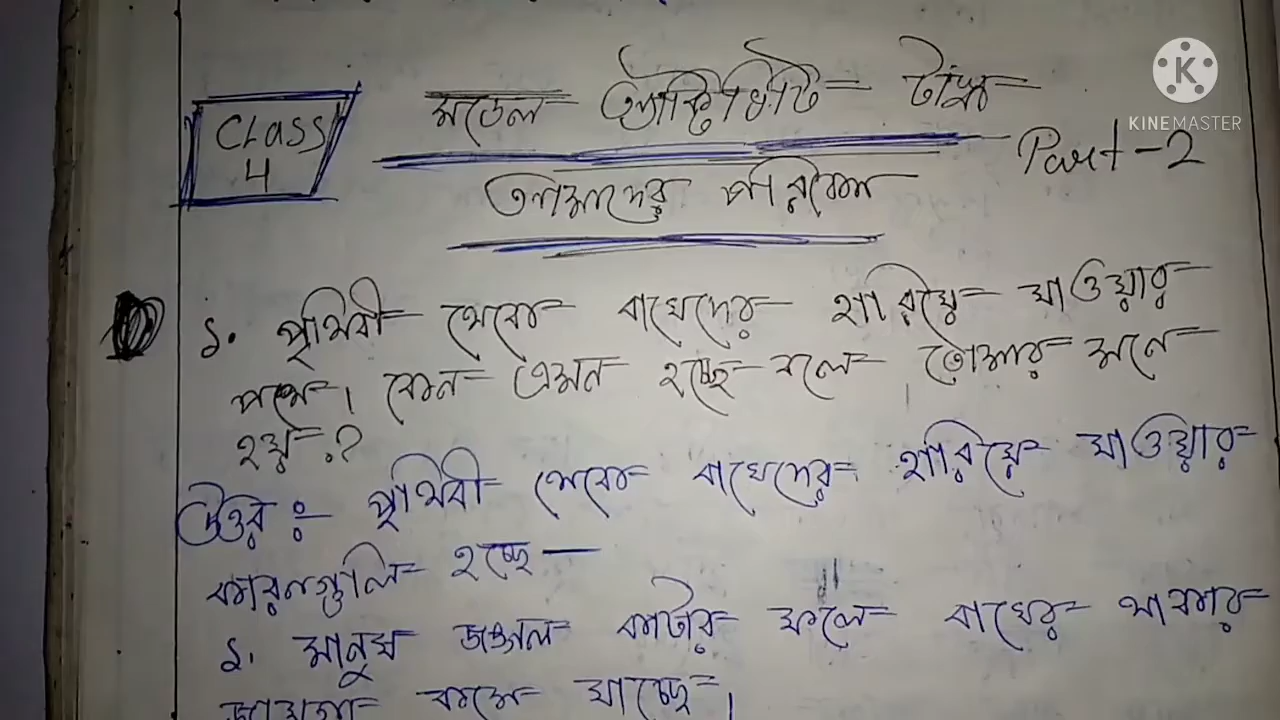 CLASS
4
মডেল অ্যাক্টিভিটি টাস্ক
Part-2
আমাদের পরিবেশ
১. পৃথিবী থেকে বাঘেদের হারিয়ে যাওয়ার
পথে। কেন এমন হচ্ছে বলে তোমার মনে
হয়?
উত্তর :- পৃথিবী থেকে বাঘেদের হারিয়ে যাওয়ার
কারনগুলি হচ্ছে —
১. মানুষ জঙ্গল কাটার ফলে বাঘের থাকার
জায়গা কমে যাচ্ছে।
KINEMASTER